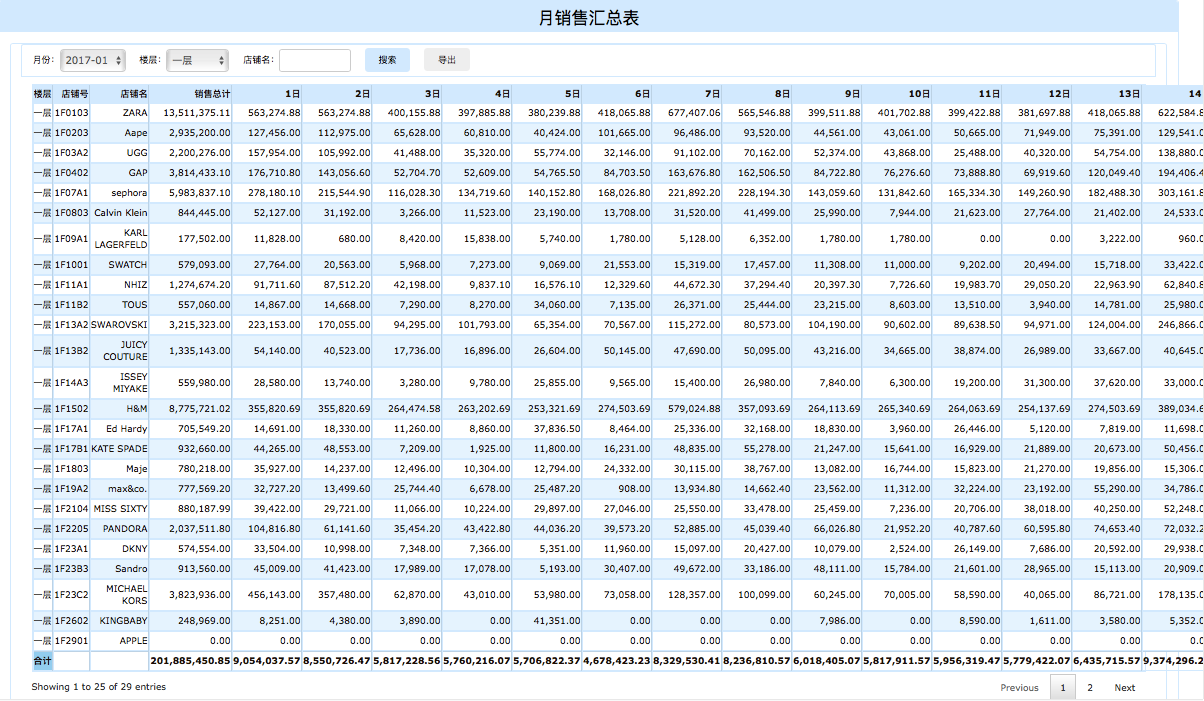 月销售汇总表
月份: 2017-01 楼层: 一层 店铺名: 搜索 导出
楼层 店铺号 店铺名 销售总计 1日 2日 3日 4日 5日 6日 7日 8日 9日 10日 11日 12日 13日 14
一层 1F0103 ZARA 13,511,375.11 563,274.88 563,274.88 400,155.88 397,885.88 380,239.88 418,065.88 677,407.06 565,546.88 399,511.88 401,702.88 399,422.88 381,697.88 418,065.88 622,584.8
一层 1F0203 Aape 2,935,200.00 127,456.00 112,975.00 65,628.00 60,810.00 40,424.00 101,665.00 96,486.00 93,520.00 44,561.00 43,061.00 50,665.00 71,949.00 75,391.00 129,541.0
一层 1F03A2 UGG 2,200,276.00 157,954.00 105,992.00 41,488.00 35,320.00 55,774.00 32,146.00 91,102.00 70,162.00 52,374.00 43,868.00 25,488.00 40,320.00 54,754.00 138,880.0
一层 1F0402 GAP 3,814,433.10 176,710.80 143,056.60 52,704.70 52,609.00 54,765.50 84,703.50 163,676.80 162,506.50 84,722.80 76,276.60 73,888.80 69,919.60 120,049.40 194,406.4
一层 1F07A1 sephora 5,983,837.10 278,180.10 215,544.90 116,028.30 134,719.60 140,152.80 168,026.80 221,892.20 228,194.30 143,059.60 131,842.60 165,334.30 149,260.90 182,488.30 303,161.8
一层 1F0803 Calvin Klein 844,445.00 52,127.00 31,192.00 3,266.00 11,523.00 23,190.00 13,708.00 31,520.00 41,499.00 25,990.00 7,944.00 21,623.00 27,764.00 21,402.00 24,533.0
一层 1F09A1 KARL LAGERFELD 177,502.00 11,828.00 680.00 8,420.00 15,838.00 5,740.00 1,780.00 5,128.00 6,352.00 1,780.00 1,780.00 0.00 0.00 3,222.00 960.0
一层 1F1001 SWATCH 579,093.00 27,764.00 20,563.00 5,968.00 7,273.00 9,069.00 21,553.00 15,319.00 17,457.00 11,308.00 11,000.00 9,202.00 20,494.00 15,718.00 33,422.0
一层 1F11A1 NHIZ 1,274,674.20 91,711.60 87,512.20 42,198.00 9,837.10 16,576.10 12,329.60 44,672.30 37,294.40 20,397.30 7,726.60 19,983.70 29,050.20 22,963.90 62,840.8
一层 1F11B2 TOUS 557,060.00 14,867.00 14,668.00 7,290.00 8,270.00 34,060.00 7,135.00 26,371.00 25,444.00 23,215.00 8,603.00 13,510.00 3,940.00 14,781.00 25,980.0
一层 1F13A2 SWAROVSKI 3,215,323.00 223,153.00 170,055.00 94,295.00 101,793.00 65,354.00 70,567.00 115,272.00 80,573.00 104,190.00 90,602.00 89,638.50 94,971.00 124,004.00 246,866.0
一层 1F13B2 JUICY COUTURE 1,335,143.00 54,140.00 40,523.00 17,736.00 16,896.00 26,604.00 50,145.00 47,690.00 50,095.00 43,216.00 34,665.00 38,874.00 26,989.00 33,667.00 40,645.0
一层 1F14A3 ISSEY MIYAKE 559,980.00 28,580.00 13,740.00 3,280.00 9,780.00 25,855.00 9,565.00 15,400.00 26,980.00 7,840.00 6,300.00 19,200.00 31,300.00 37,620.00 33,000.0
一层 1F1502 H&M 8,775,721.02 355,820.69 355,820.69 264,474.58 263,202.69 253,321.69 274,503.69 579,024.88 357,093.69 264,113.69 265,340.69 264,063.69 254,137.69 274,503.69 389,034.6
一层 1F17A1 Ed Hardy 705,549.20 14,691.00 18,330.00 11,260.00 8,860.00 37,836.50 8,464.00 25,336.00 32,168.00 18,830.00 3,960.00 26,446.00 5,120.00 7,819.00 11,698.0
一层 1F17B1 KATE SPADE 932,660.00 44,265.00 48,553.00 7,209.00 1,925.00 11,800.00 16,231.00 48,835.00 55,278.00 21,247.00 15,641.00 16,929.00 21,889.00 20,673.00 50,456.0
一层 1F1803 Maje 780,218.00 35,927.00 14,237.00 12,496.00 10,304.00 12,794.00 24,332.00 30,115.00 38,767.00 13,082.00 16,744.00 15,823.00 21,270.00 19,856.00 15,306.0
一层 1F19A2 max&co. 777,569.20 32,727.20 13,499.60 25,744.40 6,678.00 25,487.20 908.00 13,934.80 14,662.40 23,562.00 11,312.00 32,224.00 23,192.00 55,290.00 34,786.0
一层 1F2104 MISS SIXTY 880,187.99 39,422.00 29,721.00 11,066.00 10,224.00 29,897.00 27,046.00 25,550.00 33,478.00 25,459.00 7,236.00 20,706.00 38,018.00 40,250.00 52,248.0
一层 1F2205 PANDORA 2,037,511.80 104,816.80 61,141.60 35,454.20 43,422.80 44,036.20 39,573.20 52,885.00 45,039.40 66,026.80 21,952.20 40,787.60 60,595.80 74,653.40 72,032.2
一层 1F23A1 DKNY 574,554.00 33,504.00 10,998.00 7,348.00 7,366.00 5,351.00 11,960.00 15,097.00 20,427.00 10,079.00 2,524.00 26,149.00 7,686.00 20,592.00 29,938.0
一层 1F23B3 Sandro 913,560.00 45,009.00 41,423.00 17,989.00 17,078.00 5,193.00 30,407.00 49,672.00 33,186.00 48,111.00 15,784.00 21,601.00 28,965.00 15,113.00 20,909.0
一层 1F23C2 MICHAEL KORS 3,823,936.00 456,143.00 357,480.00 62,870.00 43,010.00 53,980.00 73,058.00 128,357.00 100,099.00 60,245.00 70,005.00 58,590.00 40,065.00 86,721.00 178,135.0
一层 1F2602 KINGBABY 248,969.00 8,251.00 4,380.00 3,890.00 0.00 41,351.00 0.00 0.00 0.00 7,986.00 0.00 8,590.00 1,611.00 3,580.00 5,352.0
一层 1F2901 APPLE 0.00 0.00 0.00 0.00 0.00 0.00 0.00 0.00 0.00 0.00 0.00 0.00 0.00 0.00 0.0
合计 201,885,450.85 9,054,037.57 8,550,726.47 5,817,228.56 5,760,216.07 5,706,822.37 4,678,423.23 8,329,530.41 8,236,810.57 6,018,405.07 5,817,911.57 5,956,319.47 5,779,422.07 6,435,715.57 9,374,296.2
Showing 1 to 25 of 29 entries Previous 1 2 Next